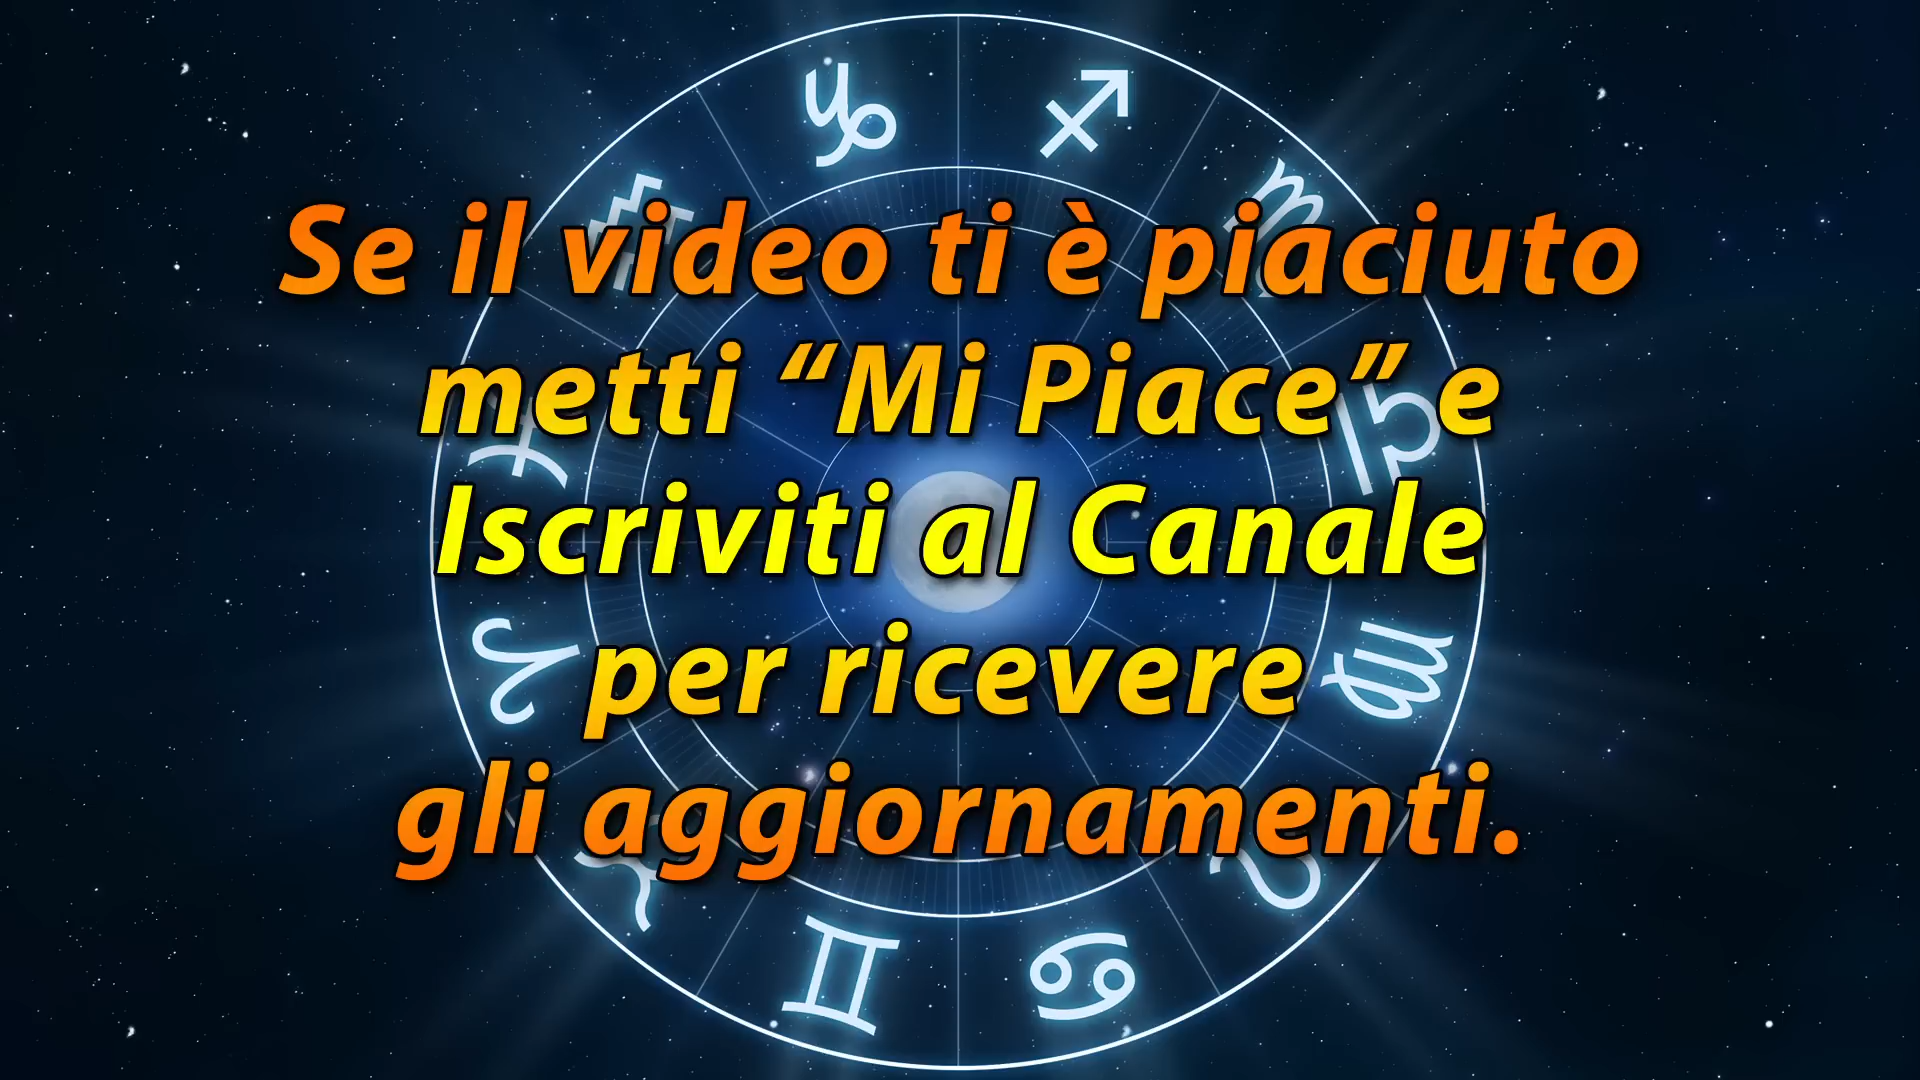 Se il video ti è piaciuto
metti “Mi Piace” e
Iscriviti al Canale
per ricevere
gli aggiornamenti.